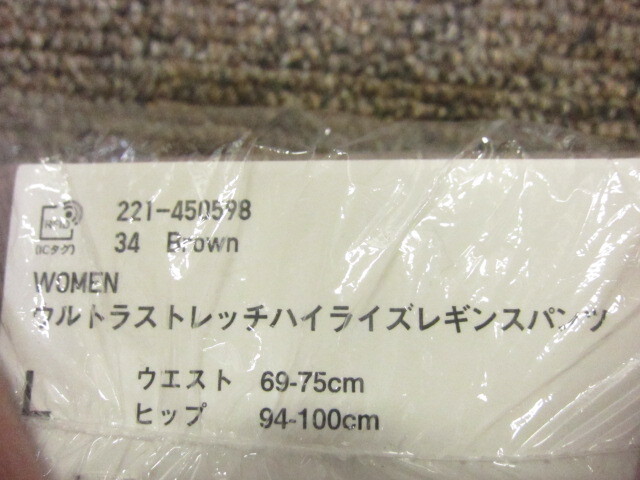 221-450598
34 Brown
(ICタグ)
WOMEN
ウルトラストレッチハイライズレギンスパンツ
L
ウエスト 69-75cm
ヒップ 94-100cm